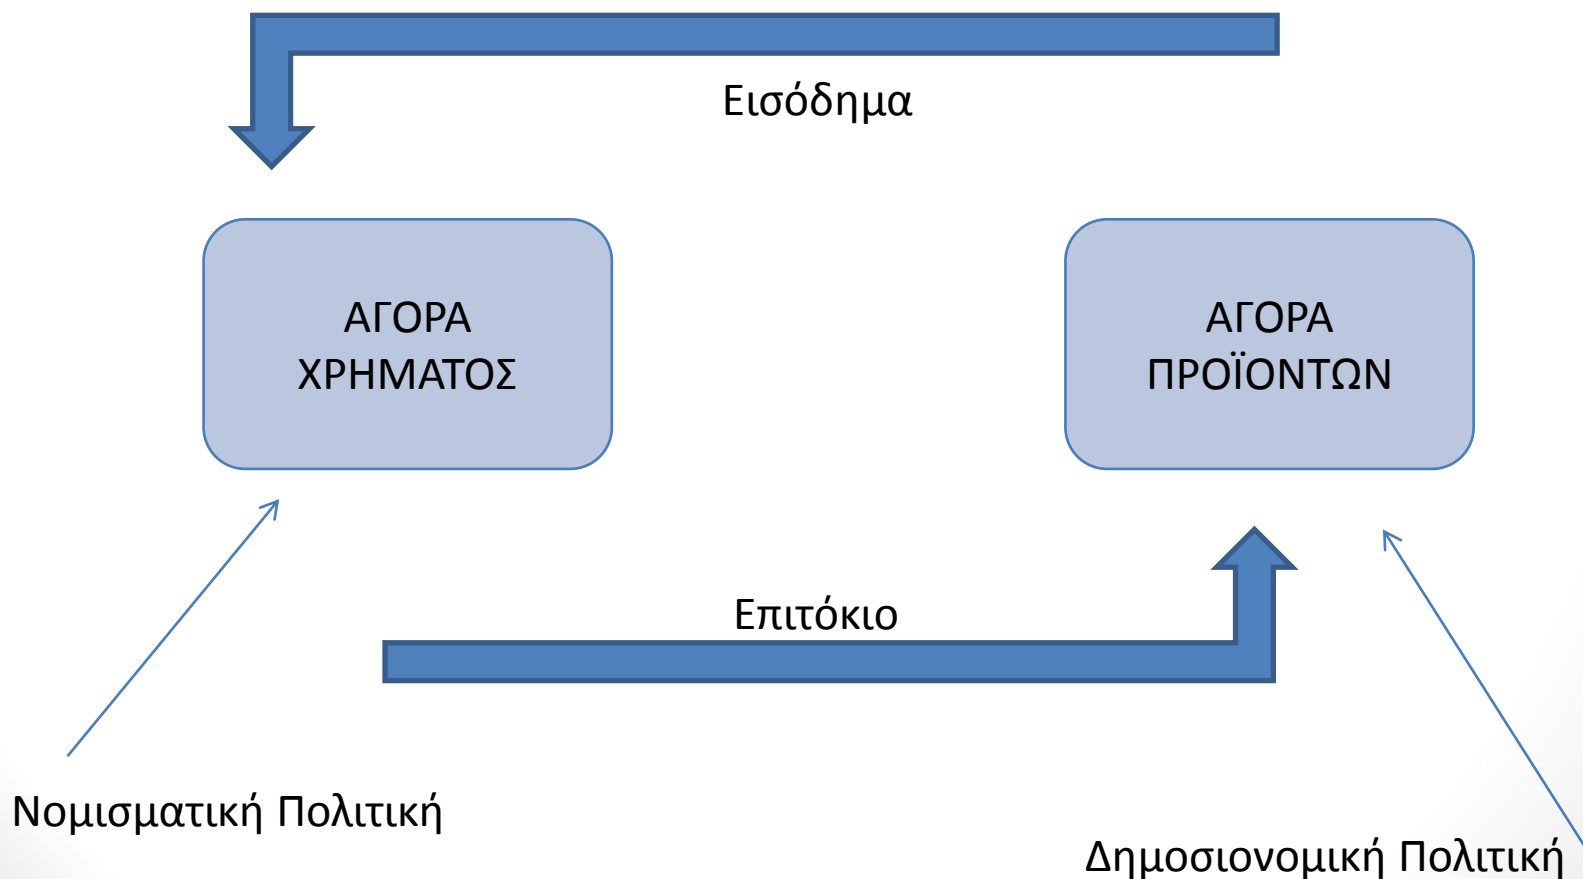 Εισόδημα
ΑΓΟΡΑ
ΧΡΗΜΑΤΟΣ
ΑΓΟΡΑ
ΠΡΟΪΟΝΤΩΝ
Επιτόκιο
Νομισματική Πολιτική
Δημοσιονομική Πολιτική